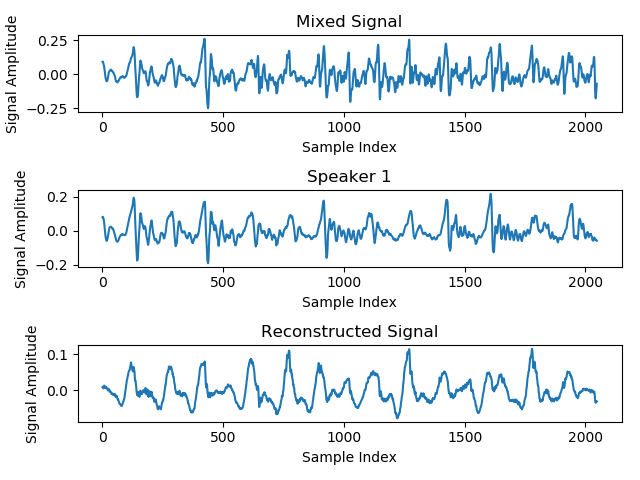 Mixed Signal
Signal Amplitude
0.25
0.00
−0.25
0 500 1000 1500 2000
Sample Index
Speaker 1
Signal Amplitude
0.2
0.0
−0.2
0 500 1000 1500 2000
Sample Index
Reconstructed Signal
Signal Amplitude
0.1
0.0
0 500 1000 1500 2000
Sample Index